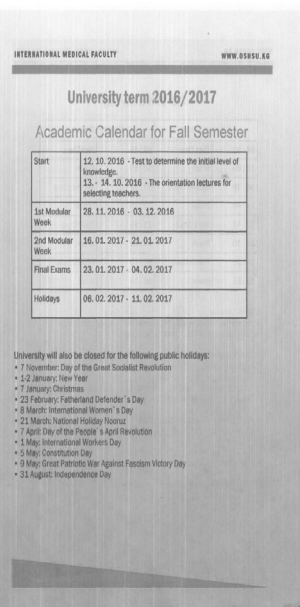 INTERNATIONAL MEDICAL FACULTY
WWW.OSHSU.KG
University term 2016/2017
Academic Calendar for Fall Semester
Start
12. 10. 2016 - Test to determine the initial level of
knowledge.
13. - 14. 10. 2016 - The orientation lectures for
selecting teachers.
1st Modular
Week
28. 11. 2016 - 03. 12. 2016
2nd Modular
Week
16. 01. 2017 - 21. 01. 2017
Final Exams
23. 01. 2017 - 04. 02. 2017
Holidays
06. 02. 2017 - 11. 02. 2017
University will also be closed for the following public holidays:
• 7 November: Day of the Great Socialist Revolution
• 1-2 January: New Year
• 7 January: Christmas
• 23 February: Fatherland Defender`s Day
• 8 March: International Women`s Day
• 21 March: National Holiday Nooruz
• 7 April: Day of the People`s April Revolution
• 1 May: International Workers Day
• 5 May: Constitution Day
• 9 May: Great Patriotic War Against Fascism Victory Day
• 31 August: Independence Day